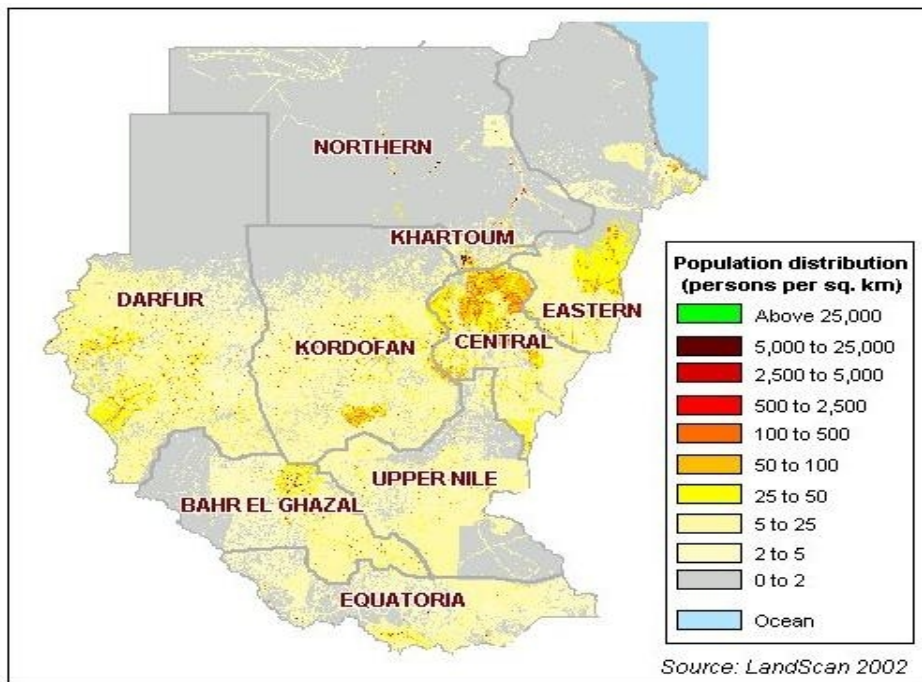 NORTHERN
KHARTOUM
DARFUR
EASTERN
KORDOFAN
CENTRAL
UPPER NILE
BAHR EL GHAZAL
EQUATORIA
Population distribution
(persons per sq. km)
Above 25,000
5,000 to 25,000
2,500 to 5,000
500 to 2,500
100 to 500
50 to 100
25 to 50
5 to 25
2 to 5
0 to 2
Ocean
Source: LandScan 2002